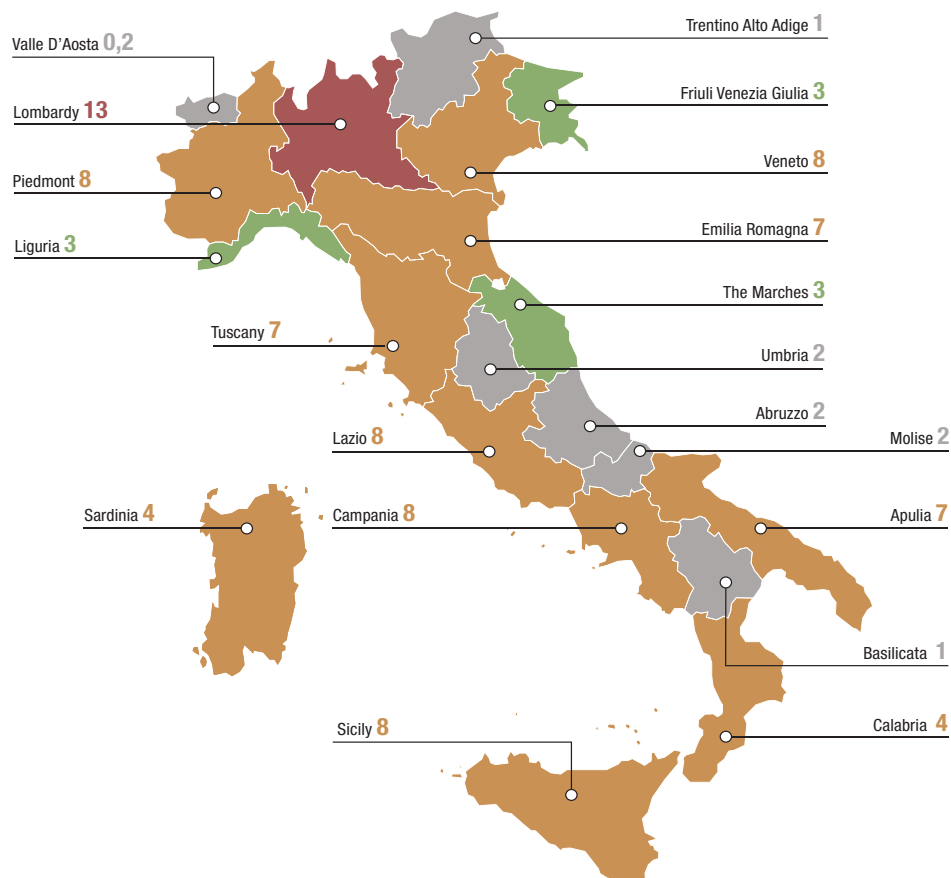 Trentino Alto Adige 1
Valle D'Aosta 0,2
Friuli Venezia Giulia 3
Lombardy 13
Veneto 8
Piedmont 8
Emilia Romagna 7
Liguria 3
The Marches 3
Tuscany 7
Umbria 2
Abruzzo 2
Lazio 8
Molise 2
Sardinia 4
Campania 8
Apulia 7
Basilicata 1
Calabria 4
Sicily 8